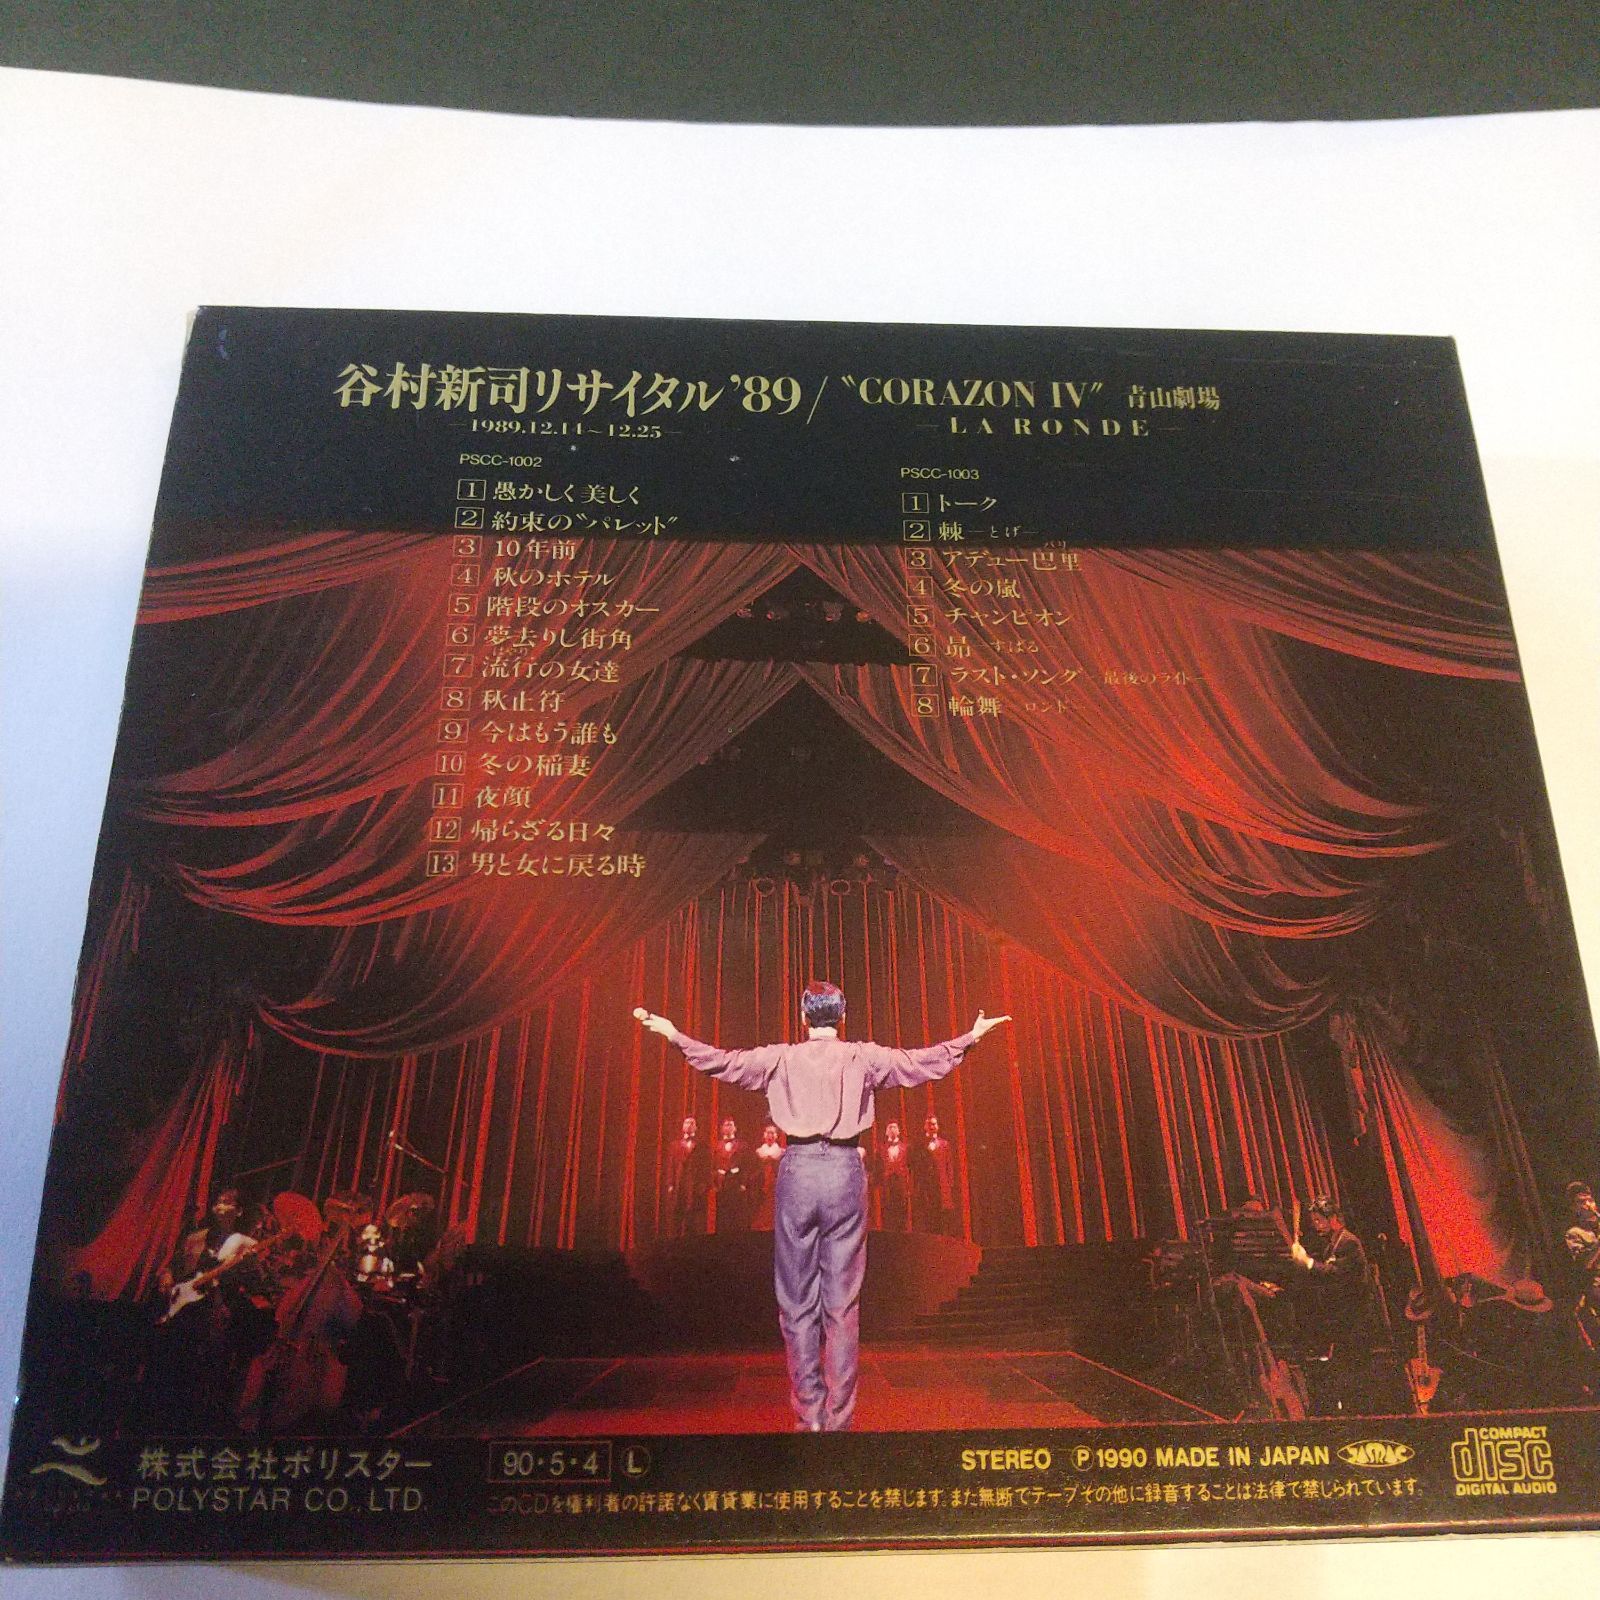 谷村新司リサイタル'89/"CORAZON IV" 青山劇場
—1989.12.14~12.25—
—LA RONDE—
PSCC-1002
1 愚かしく美しく
2 約束の"パレット"
3 10年前
4 秋のホテル
5 階段のオスカー
6 夢去りし街角
7 流行の女達
8 秋止符
9 今はもう誰も
10 冬の稲妻
11 夜顔
12 帰らざる日々
13 男と女に戻る時
PSCC-1003
1 トーク
2 棘—とげ—
パリ
3 アデュー巴里
4 冬の嵐
5 チャンピオン
6 昴—すばる—
7 ラスト・ソング—最後のライト—
8 輪舞—ロンド—
株式会社ポリスター
POLYSTAR CO., LTD.
90・5・4 L
STEREO Ⓟ1990 MADE IN JAPAN JASRAC
このCDを権利者の許諾なく賃貸業に使用することを禁じます。また無断でテープその他に録音することは法律で禁じられています。
COMPACT
disc
DIGITAL AUDIO